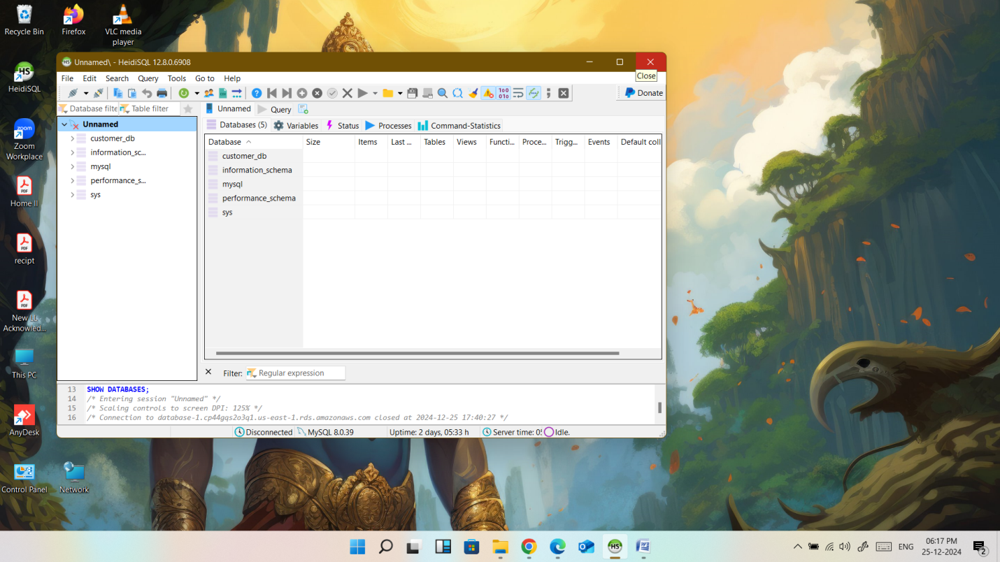 Recycle Bin
Firefox
VLC media
player
HeidiSQL
Zoom
Workplace
Home II
recipt
New LL
Acknowled...
This PC
AnyDesk
Control Panel
Network
Unnamed\ - HeidiSQL 12.8.0.6908
Close
File Edit Search Query Tools Go to Help
Donate
Database filte Table filter
Unnamed Query
Unnamed
customer_db
information_sc...
mysql
performance_s...
sys
Databases (5) Variables Status Processes Command-Statistics
Database Size Items Last ... Tables Views Functi... Proce... Trigg... Events Default coll
customer_db
information_schema
mysql
performance_schema
sys
Filter: Regular expression
13 SHOW DATABASES;
14 /* Entering session "Unnamed" */
15 /* Scaling controls to screen DPI: 125% */
16 /* Connection to database-1.cp44gqs2o3q1.us-east-1.rds.amazonaws.com closed at 2024-12-25 17:40:27 */
Disconnected MySQL 8.0.39 Uptime: 2 days, 05:33 h Server time: 05 Idle.
ENG
06:17 PM
25-12-2024
2